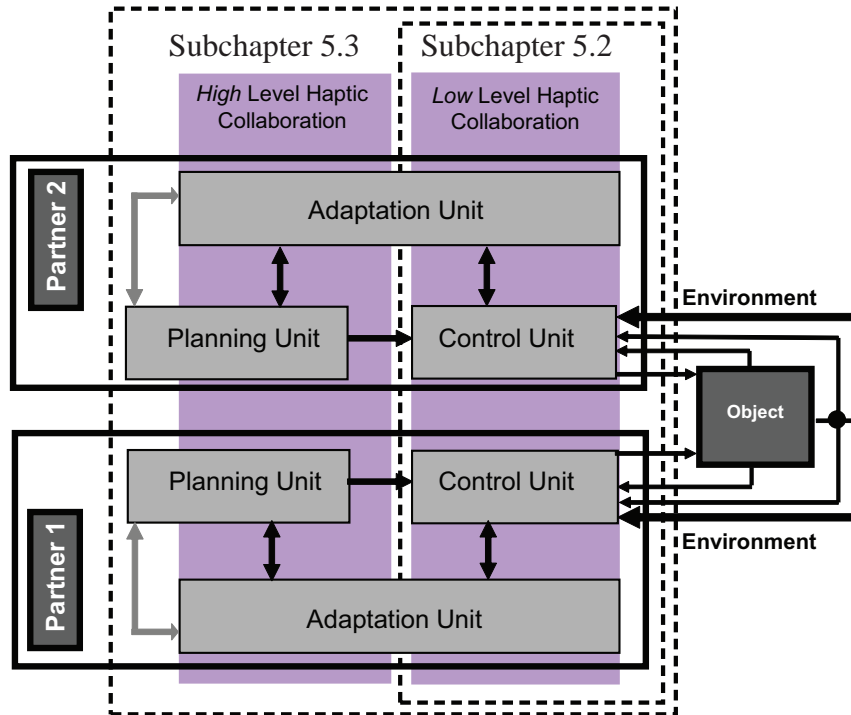 Subchapter 5.3
Subchapter 5.2
High Level Haptic
Collaboration
Low Level Haptic
Collaboration
Partner 2
Adaptation Unit
Planning Unit
Control Unit
Environment
Object
Partner 1
Planning Unit
Control Unit
Environment
Adaptation Unit